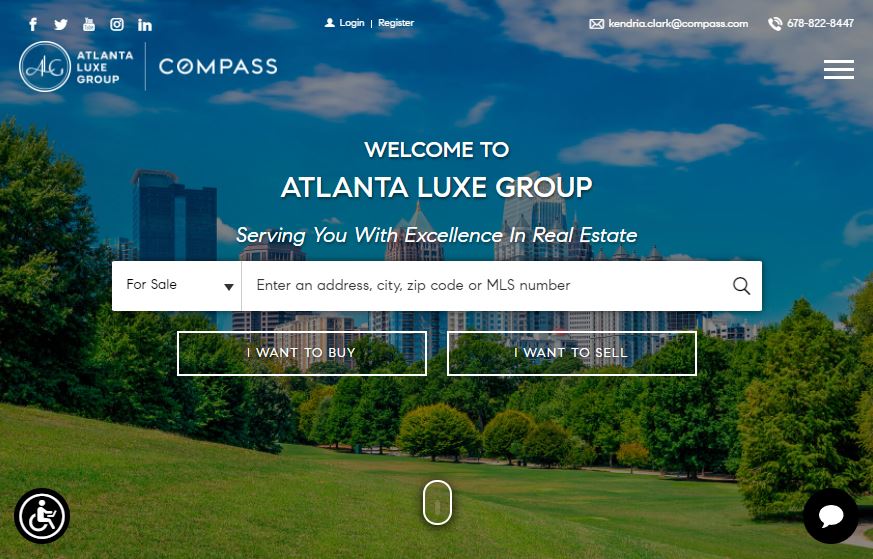 Login | Register
kendria.clark@compass.com
678-822-8447
ALG
ATLANTA
LUXE
GROUP
COMPASS
WELCOME TO
ATLANTA LUXE GROUP
Serving You With Excellence In Real Estate
For Sale
Enter an address, city, zip code or MLS number
I WANT TO BUY
I WANT TO SELL